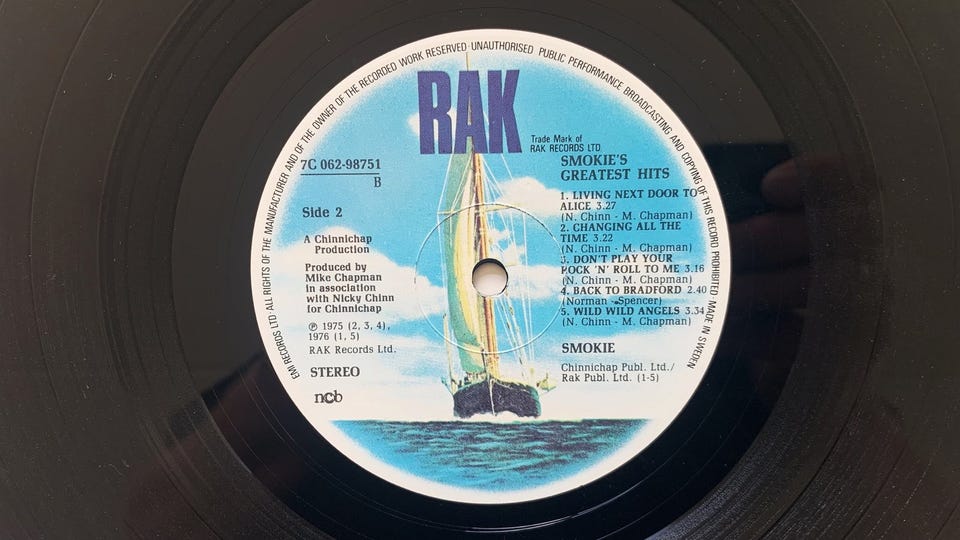 EMI RECORDS LTD·ALL RIGHTS OF THE MANUFACTURER AND OF THE OWNER OF THE RECORDED WORK RESERVED·UNAUTHORISED PUBLIC PERFORMANCE BROADCASTING AND COPYING OF THIS RECORD PROHIBITED MADE IN SWEDEN
RAK
Trade Mark of
RAK RECORDS LTD.
7C 062-98751
B
Side 2
A Chinnichap
Production
Produced by
Mike Chapman
in association
with Nicky Chinn
for Chinnichap
℗ 1975 (2, 3, 4),
1976 (1, 5)
RAK Records Ltd.
STEREO
ncb
SMOKIE'S
GREATEST HITS
1. LIVING NEXT DOOR TO
ALICE 3.27
(N. Chinn - M. Chapman)
2. CHANGING ALL THE
TIME 3.22
(N. Chinn - M. Chapman)
3. DON'T PLAY YOUR
ROCK 'N' ROLL TO ME 3.16
(N. Chinn - M. Chapman)
4. BACK TO BRADFORD 2.40
(Norman - Spencer)
5. WILD WILD ANGELS 3.34
(N. Chinn - M. Chapman)
SMOKIE
Chinnichap Publ. Ltd./
Rak Publ. Ltd. (1-5)